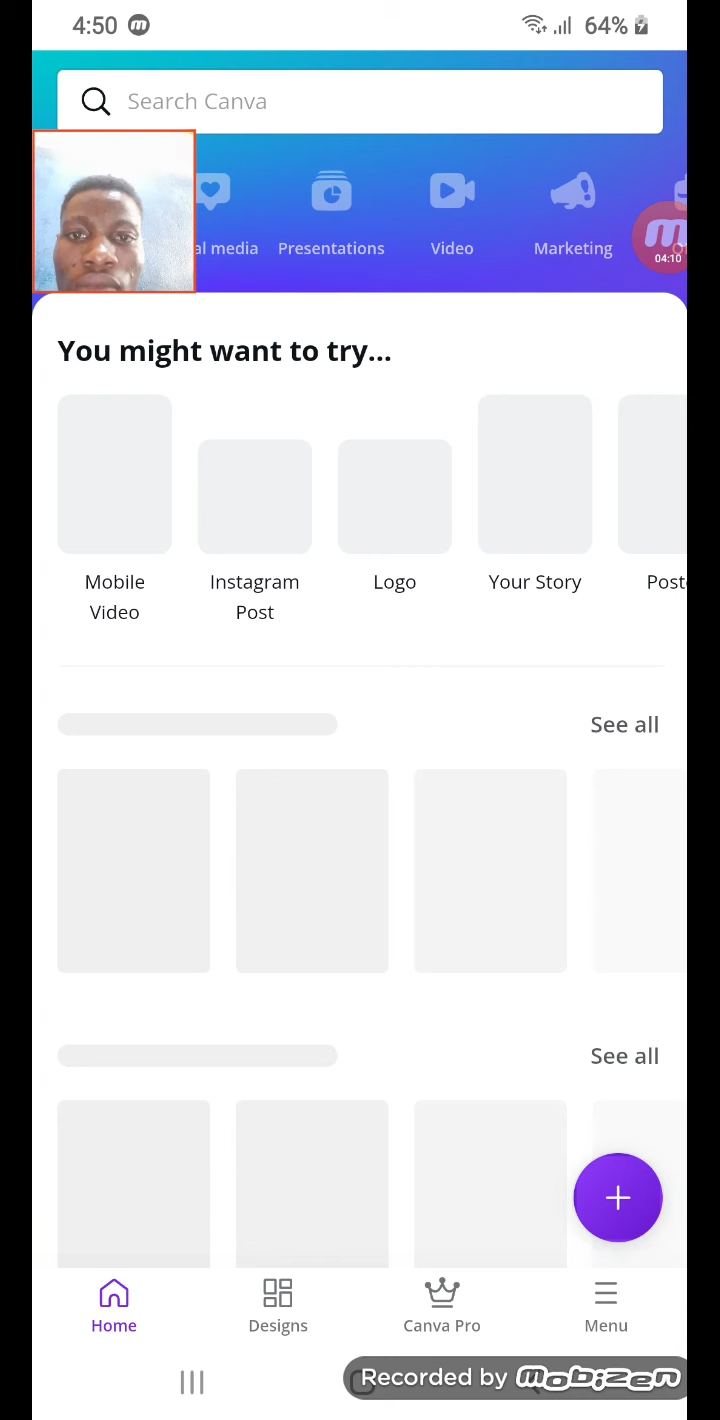 4:50 m 64%
Search Canva
al media Presentations Video Marketing
m
04:10
You might want to try...
Mobile Video
Instagram Post
Logo
Your Story
Post
See all
See all
Home Designs Canva Pro Menu
Recorded by mobizen